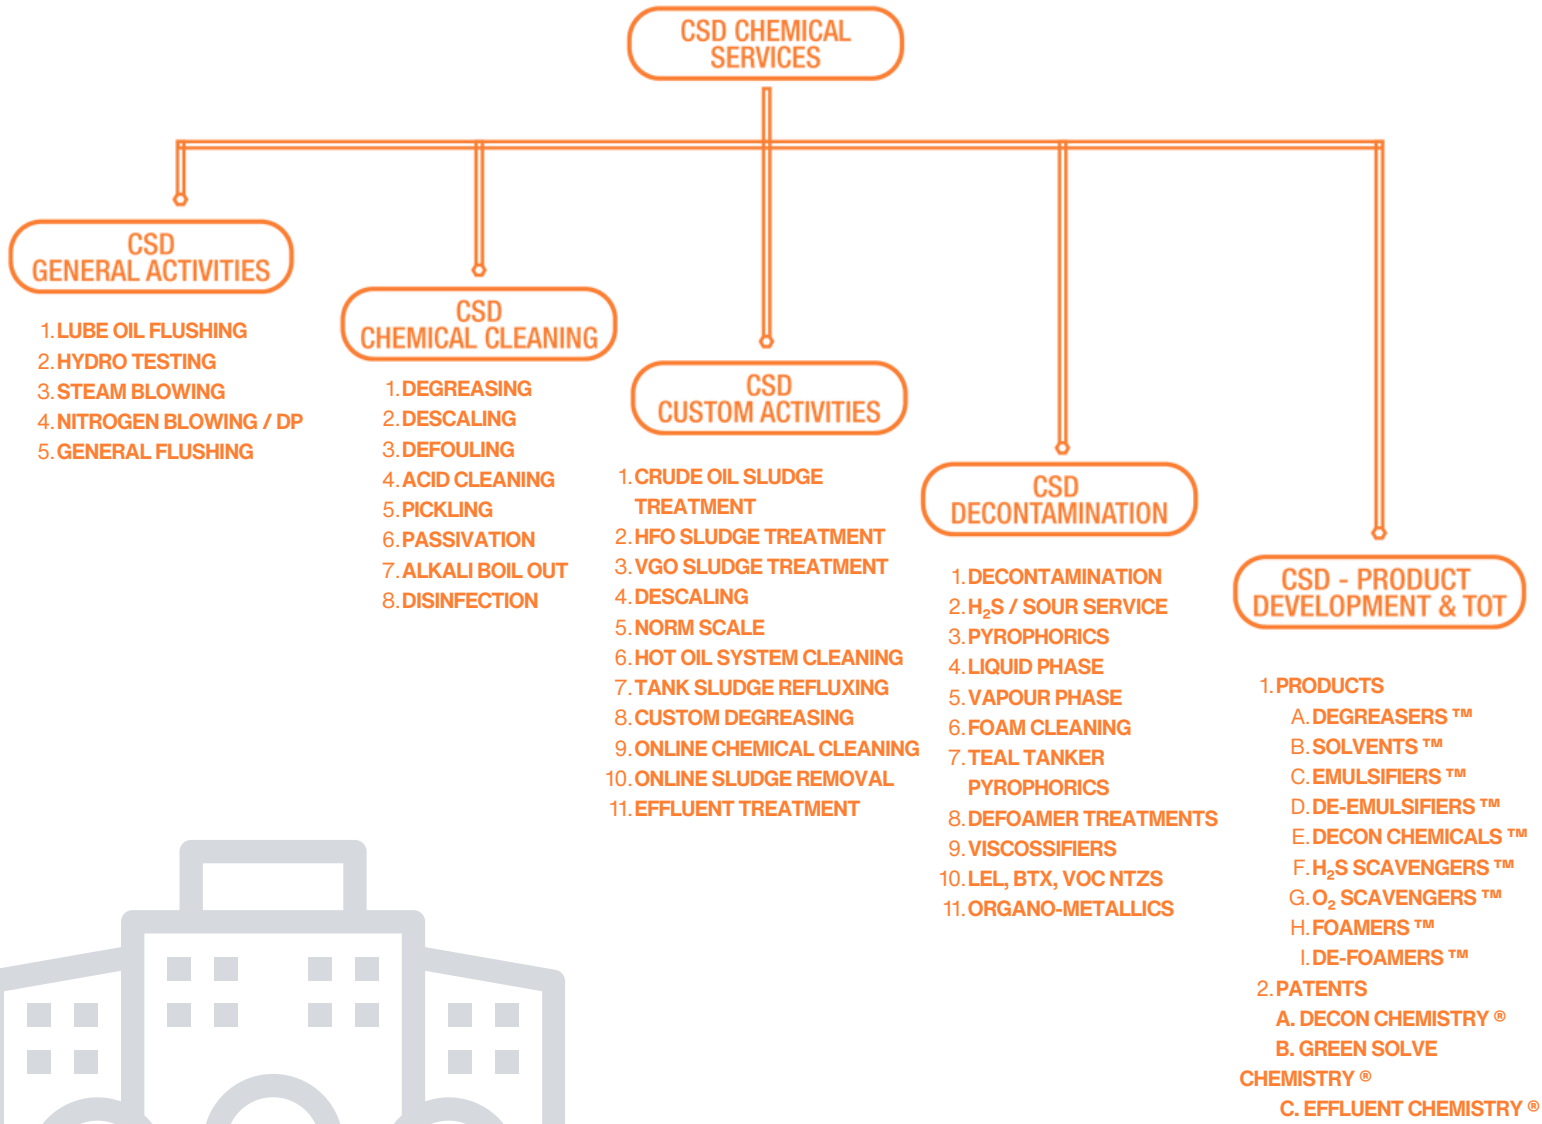 CSD CHEMICAL
SERVICES
CSD
GENERAL ACTIVITIES
1. LUBE OIL FLUSHING
2. HYDRO TESTING
3. STEAM BLOWING
4. NITROGEN BLOWING / DP
5. GENERAL FLUSHING
CSD
CHEMICAL CLEANING
1. DEGREASING
2. DESCALING
3. DEFOULING
4. ACID CLEANING
5. PICKLING
6. PASSIVATION
7. ALKALI BOIL OUT
8. DISINFECTION
CSD
CUSTOM ACTIVITIES
1. CRUDE OIL SLUDGE
TREATMENT
2. HFO SLUDGE TREATMENT
3. VGO SLUDGE TREATMENT
4. DESCALING
5. NORM SCALE
6. HOT OIL SYSTEM CLEANING
7. TANK SLUDGE REFLUXING
8. CUSTOM DEGREASING
9. ONLINE CHEMICAL CLEANING
10. ONLINE SLUDGE REMOVAL
11. EFFLUENT TREATMENT
CSD
DECONTAMINATION
1. DECONTAMINATION
2. H₂S / SOUR SERVICE
3. PYROPHORICS
4. LIQUID PHASE
5. VAPOUR PHASE
6. FOAM CLEANING
7. TEAL TANKER
PYROPHORICS
8. DEFOAMER TREATMENTS
9. VISCOSSIFIERS
10. LEL, BTX, VOC NTZS
11. ORGANO-METALLICS
CSD - PRODUCT
DEVELOPMENT & TOT
1. PRODUCTS
A. DEGREASERS ™
B. SOLVENTS ™
C. EMULSIFIERS ™
D. DE-EMULSIFIERS ™
E. DECON CHEMICALS ™
F. H₂S SCAVENGERS ™
G. O₂ SCAVENGERS ™
H. FOAMERS ™
I. DE-FOAMERS ™
2. PATENTS
A. DECON CHEMISTRY ®
B. GREEN SOLVE
CHEMISTRY ®
C. EFFLUENT CHEMISTRY ®